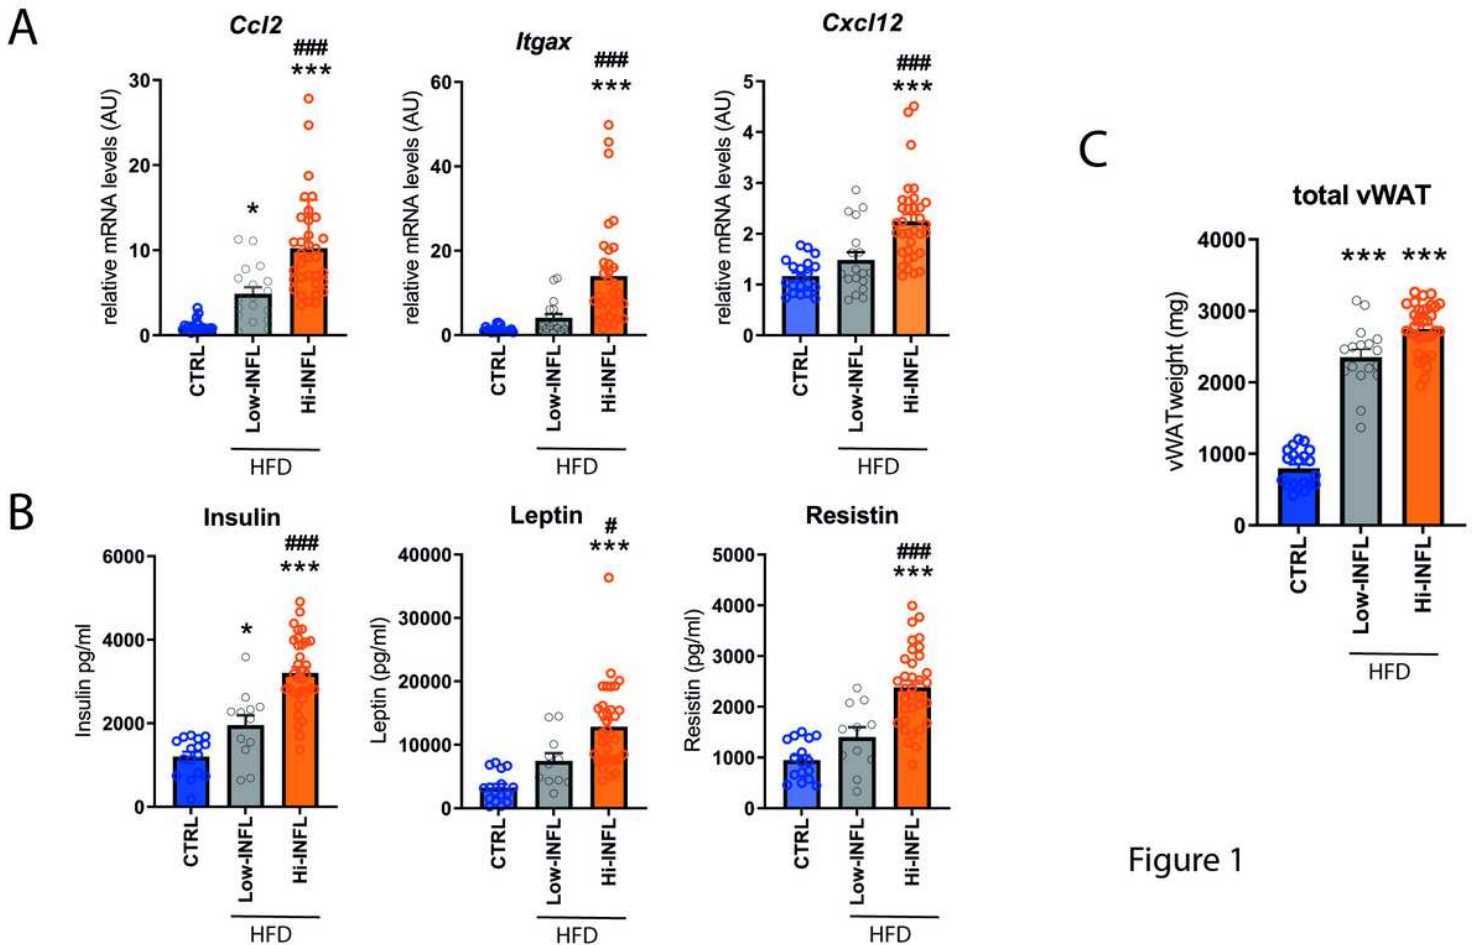 A
Ccl2
###
***
*
relative mRNA levels (AU)
30
20
10
0
CTRL
Low-INFL
Hi-INFL
HFD
Itgax
###
***
relative mRNA levels (AU)
60
40
20
0
CTRL
Low-INFL
Hi-INFL
HFD
Cxcl12
###
***
relative mRNA levels (AU)
5
4
3
2
1
0
CTRL
Low-INFL
Hi-INFL
HFD
B
Insulin
###
***
*
Insulin pg/ml
6000
4000
2000
0
CTRL
Low-INFL
Hi-INFL
HFD
Leptin
#
***
Leptin (pg/ml)
40000
30000
20000
10000
0
CTRL
Low-INFL
Hi-INFL
HFD
Resistin
###
***
Resistin (pg/ml)
5000
4000
3000
2000
1000
0
CTRL
Low-INFL
Hi-INFL
HFD
C
total vWAT
*** ***
vWATweight (mg)
4000
3000
2000
1000
0
CTRL
Low-INFL
Hi-INFL
HFD
Figure 1